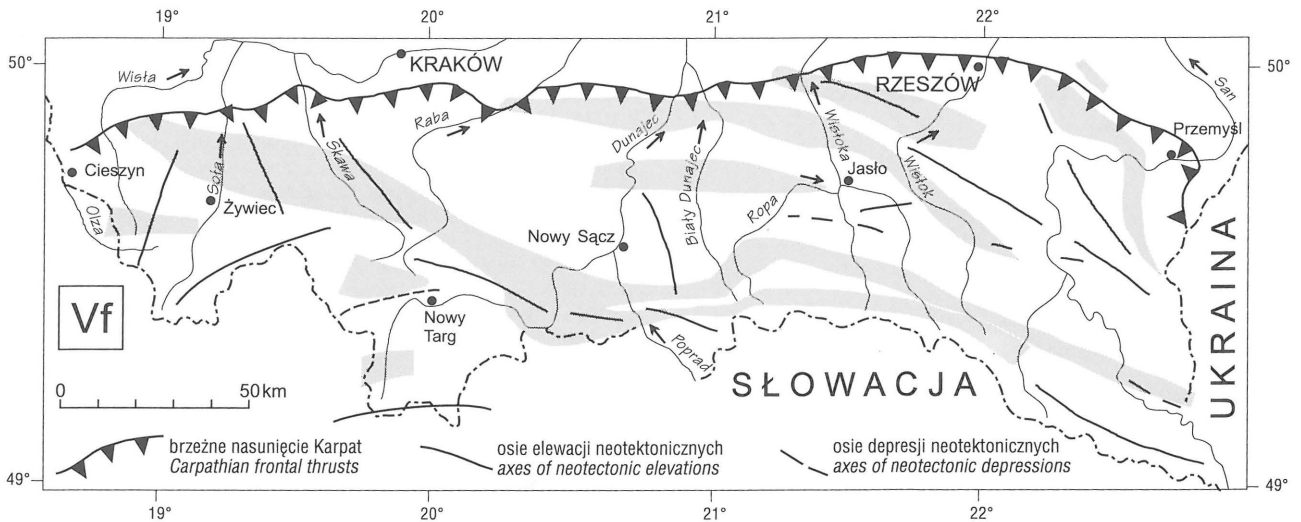 19° 20° 21° 22°
50° 50°
Wisła
KRAKÓW
RZESZÓW
San
Raba
Dunajec
Przemyśl
Cieszyn
Soła
Skawa
Wisłoka
Jasło
Wisłok
Olza
Żywiec
Biały Dunajec
Ropa
Nowy Sącz
Vf
Nowy
Targ
Poprad
SŁOWACJA
UKRAINA
0 50 km
brzeżne nasunięcie Karpat
Carpathian frontal thrusts
osie elewacji neotektonicznych
axes of neotectonic elevations
osie depresji neotektonicznych
axes of neotectonic depressions
49° 49°
19° 20° 21° 22°